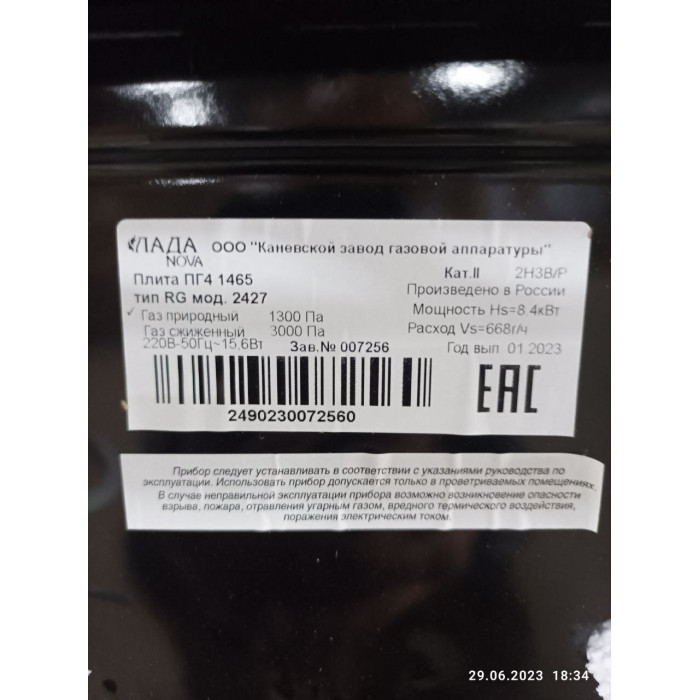 ЛАДА ООО "Каневской завод газовой аппаратуры"
NOVA
Плита ПГ4 1465 Кат.II 2Н3В/Р
тип RG мод. 2427 Произведено в России
✓ Газ природный 1300 Па Мощность Hs=8.4кВт
Газ сжиженный 3000 Па Расход Vs=668г/ч
220В-50Гц~15,6Вт Зав.№ 007256 Год вып 01.2023
EAC
2490230072560
Прибор следует устанавливать в соответствии с указаниями руководства по
эксплуатации. Использовать прибор допускается только в проветриваемых помещениях.
В случае неправильной эксплуатации прибора возможно возникновение опасности
взрыва, пожара, отравления угарным газом, вредного термического воздействия,
поражения электрическим током.
29.06.2023 18:34